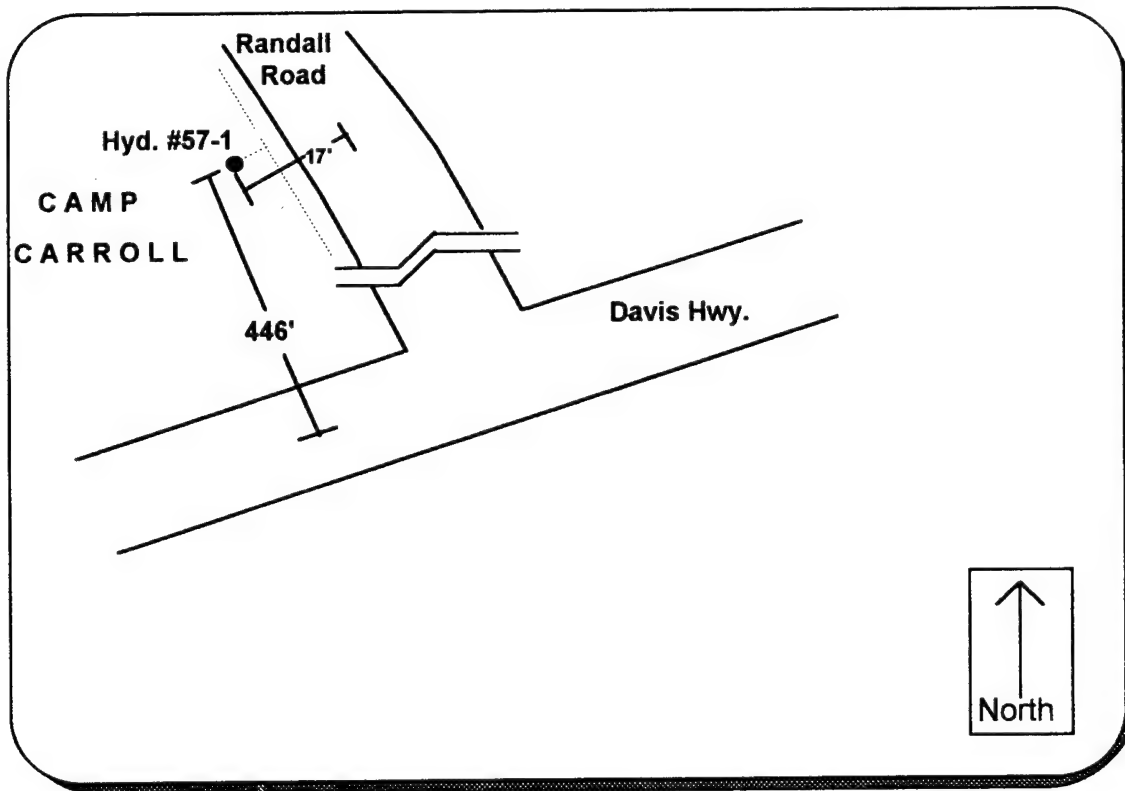 Randall
Road
Hyd. #57-1
17'
CAMP
CARROLL
446'
Davis Hwy.
North